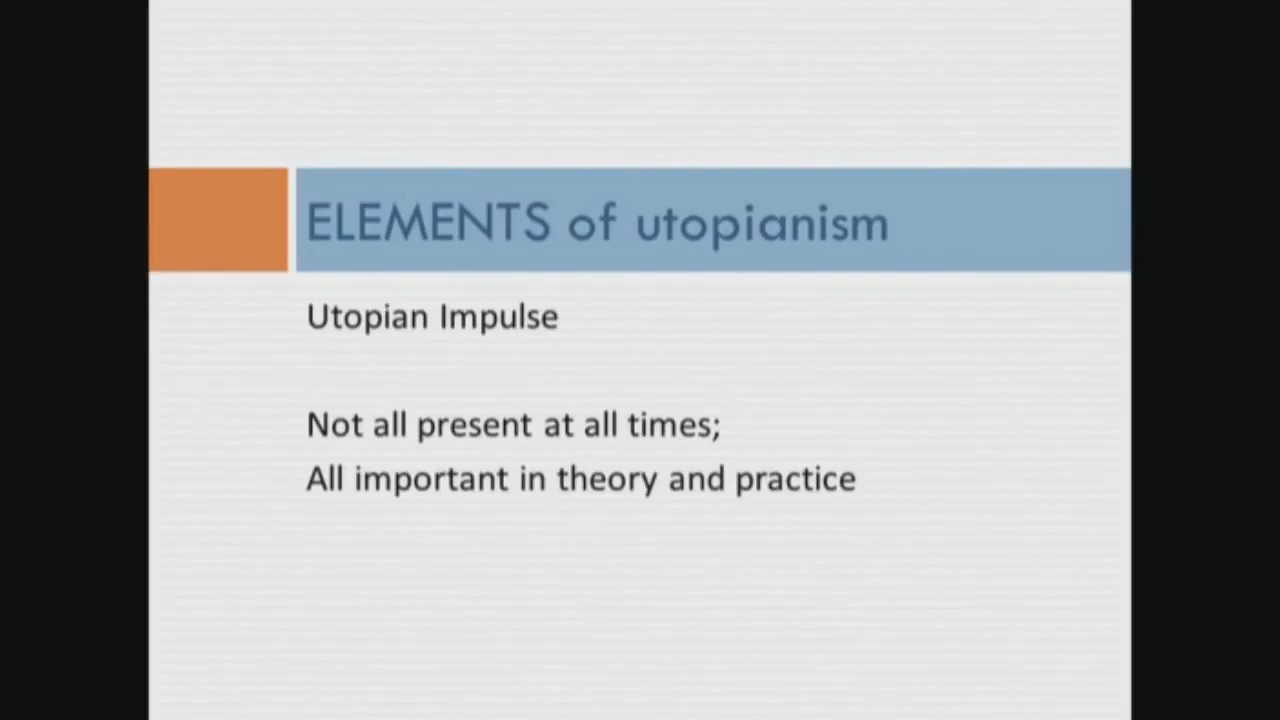 ELEMENTS of utopianism
Utopian Impulse
Not all present at all times;
All important in theory and practice